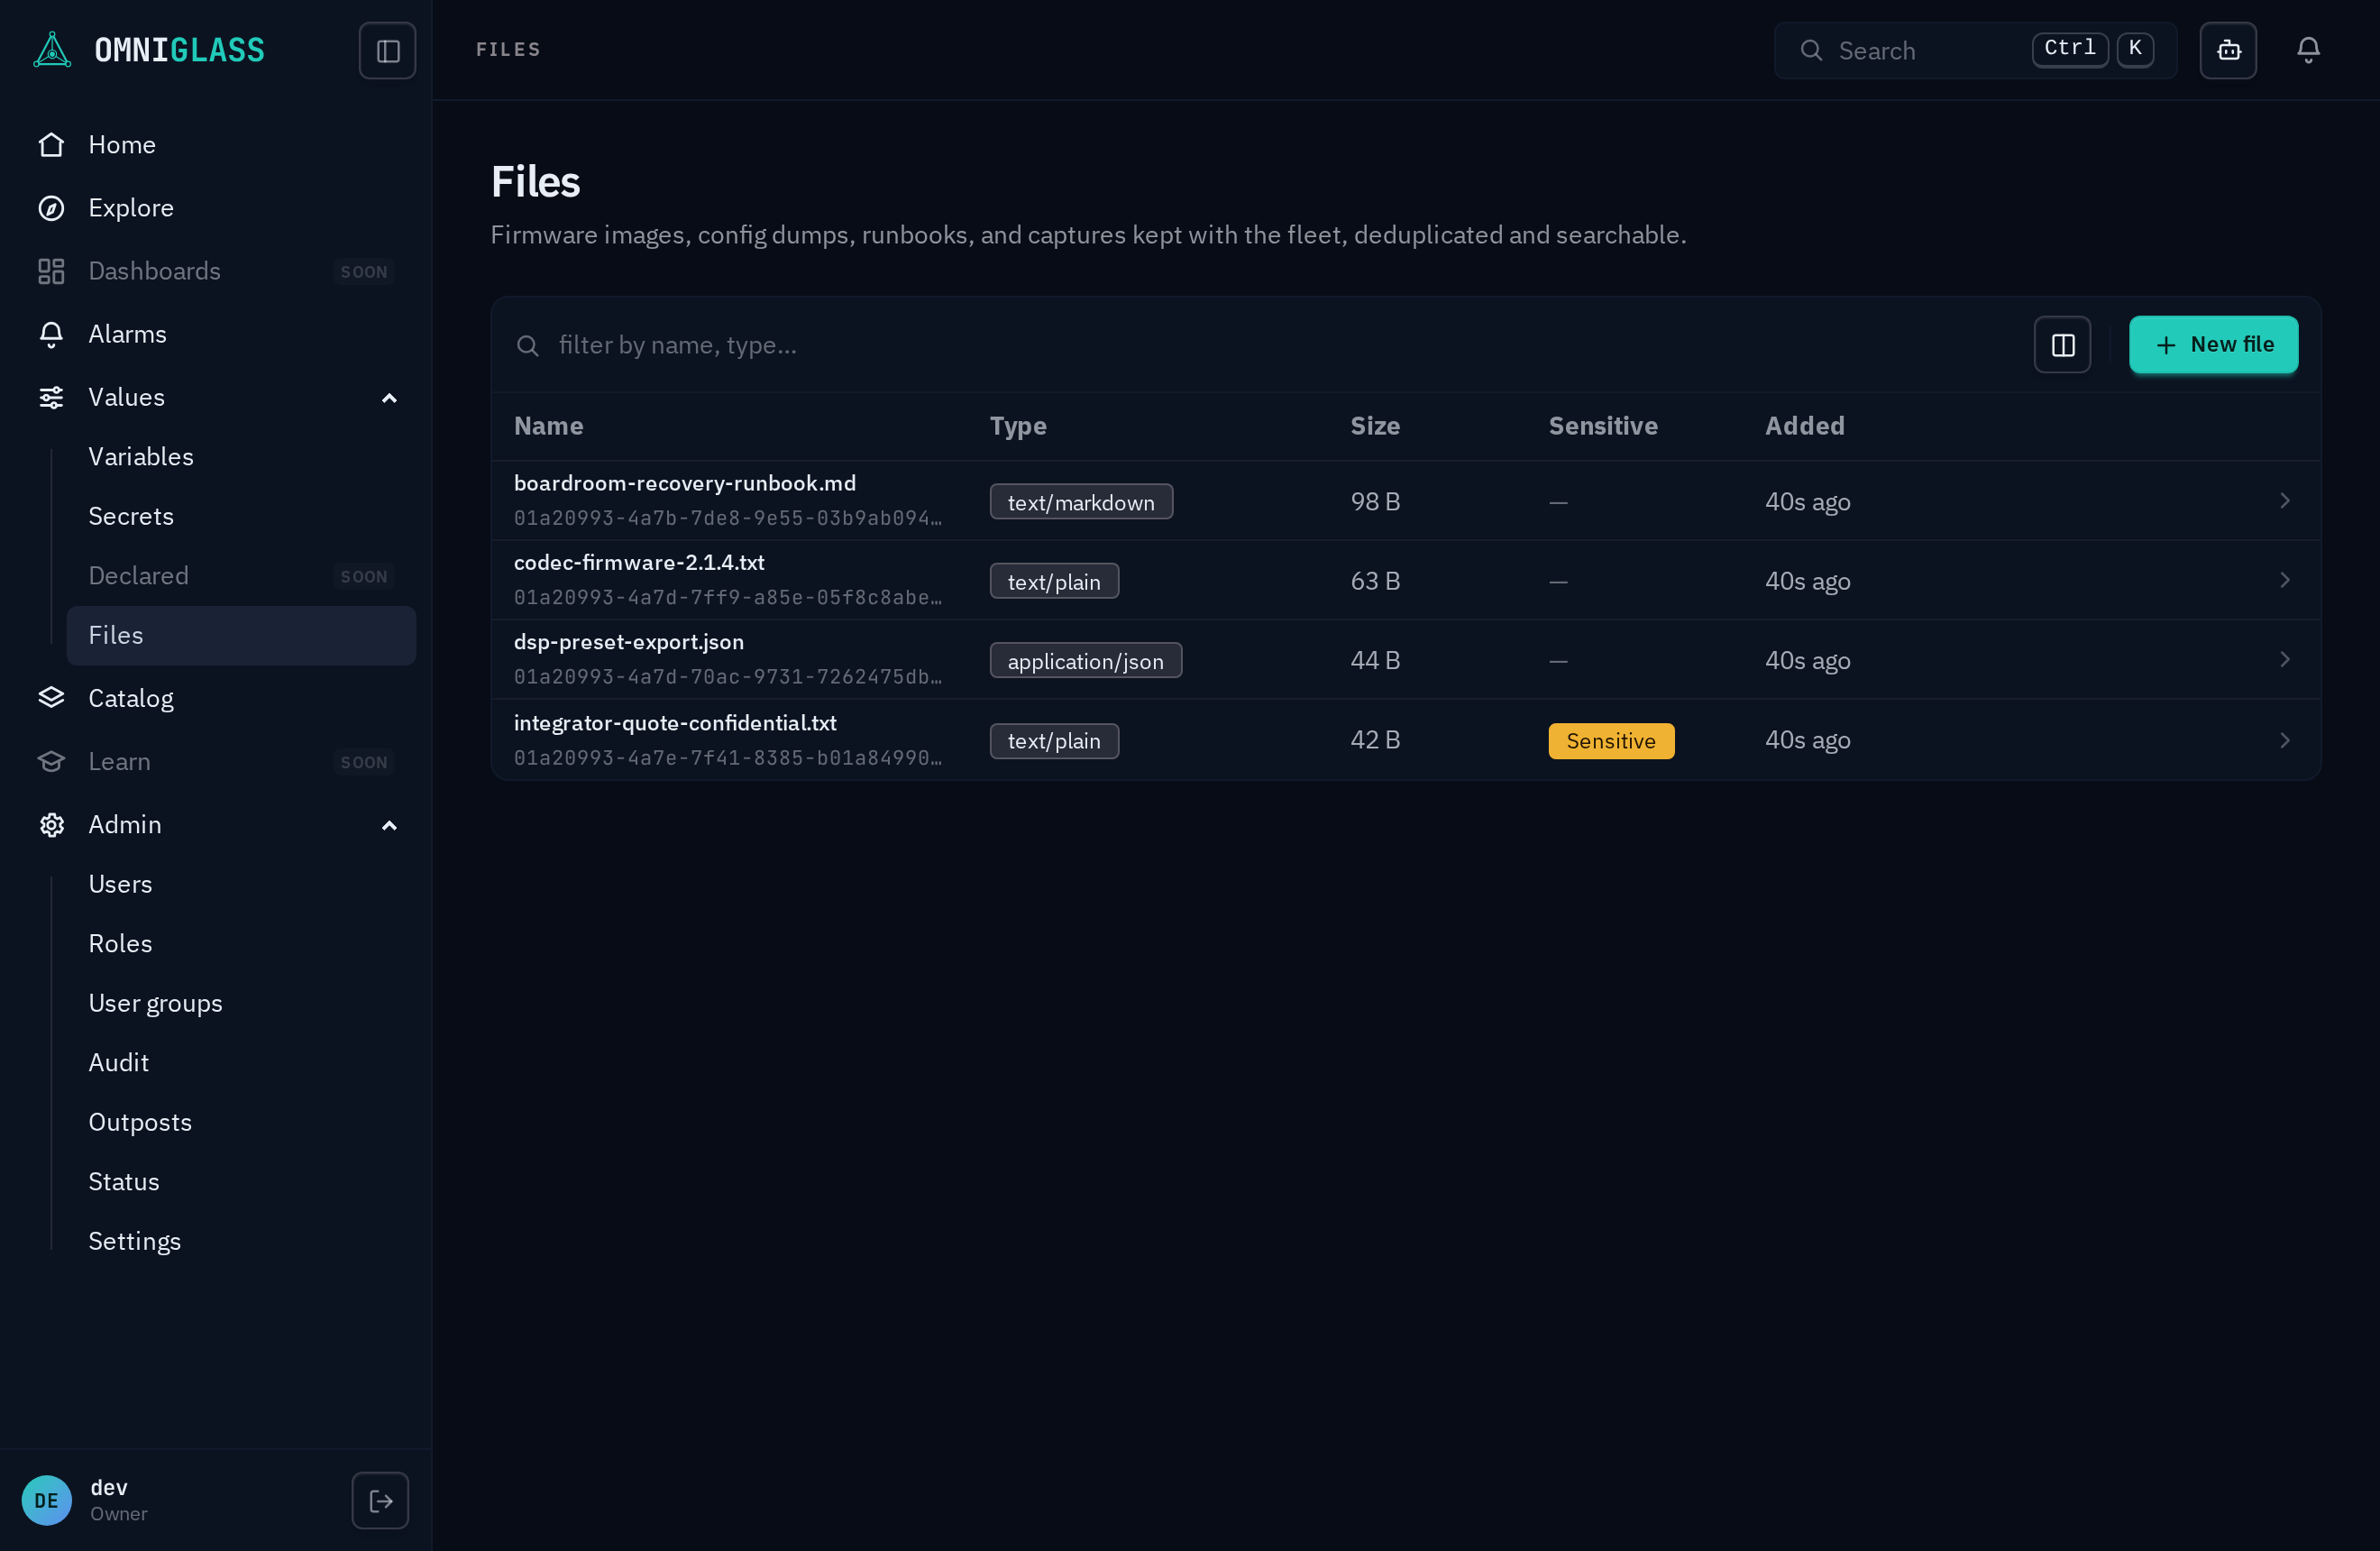 OMNIGLASS
FILES
Search Ctrl K
Home
Explore
Dashboards SOON
Alarms
Values
Variables
Secrets
Declared SOON
Files
Catalog
Learn SOON
Admin
Users
Roles
User groups
Audit
Outposts
Status
Settings
DE dev
Owner
Files
Firmware images, config dumps, runbooks, and captures kept with the fleet, deduplicated and searchable.
filter by name, type... New file
Name Type Size Sensitive Added
boardroom-recovery-runbook.md
01a20993-4a7b-7de8-9e55-03b9ab094… text/markdown 98 B — 40s ago
codec-firmware-2.1.4.txt
01a20993-4a7d-7ff9-a85e-05f8c8abe… text/plain 63 B — 40s ago
dsp-preset-export.json
01a20993-4a7d-70ac-9731-7262475db… application/json 44 B — 40s ago
integrator-quote-confidential.txt
01a20993-4a7e-7f41-8385-b01a84990… text/plain 42 B Sensitive 40s ago